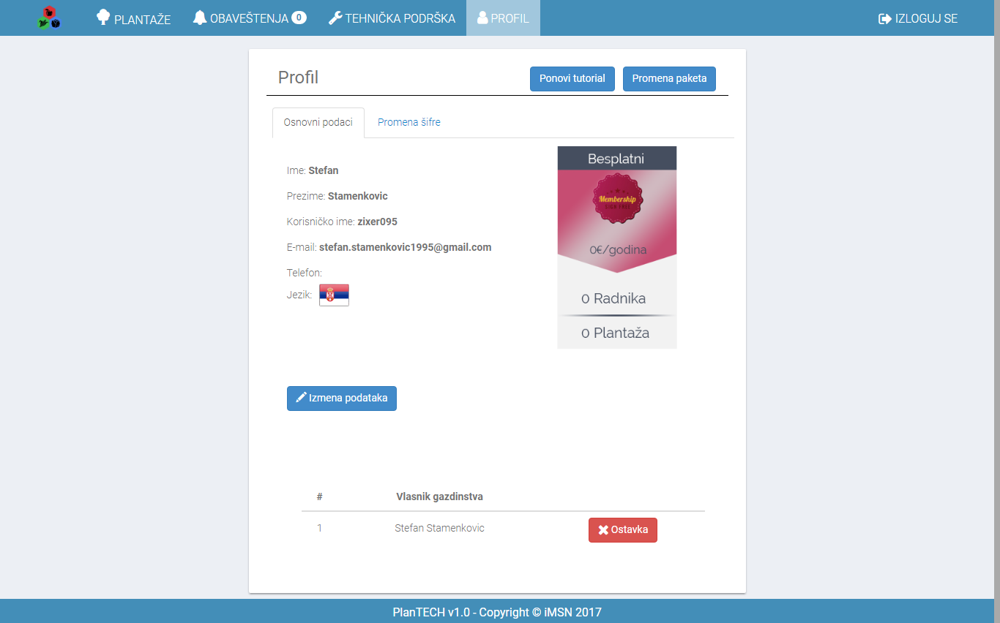 PLANTAŽE OBAVEŠTENJA 0 TEHNIČKA PODRŠKA PROFIL IZLOGUJ SE
Profil Ponovi tutorial Promena paketa
Osnovni podaci Promena šifre
Ime: Stefan
Prezime: Stamenkovic
Korisničko ime: zixer095
E-mail: stefan.stamenkovic1995@gmail.com
Telefon:
Jezik:
Besplatni
Membership
SIGN FREE
0€/godina
0 Radnika
0 Plantaža
Izmena podataka
# Vlasnik gazdinstva
1 Stefan Stamenkovic Ostavka
PlanTECH v1.0 - Copyright © iMSN 2017